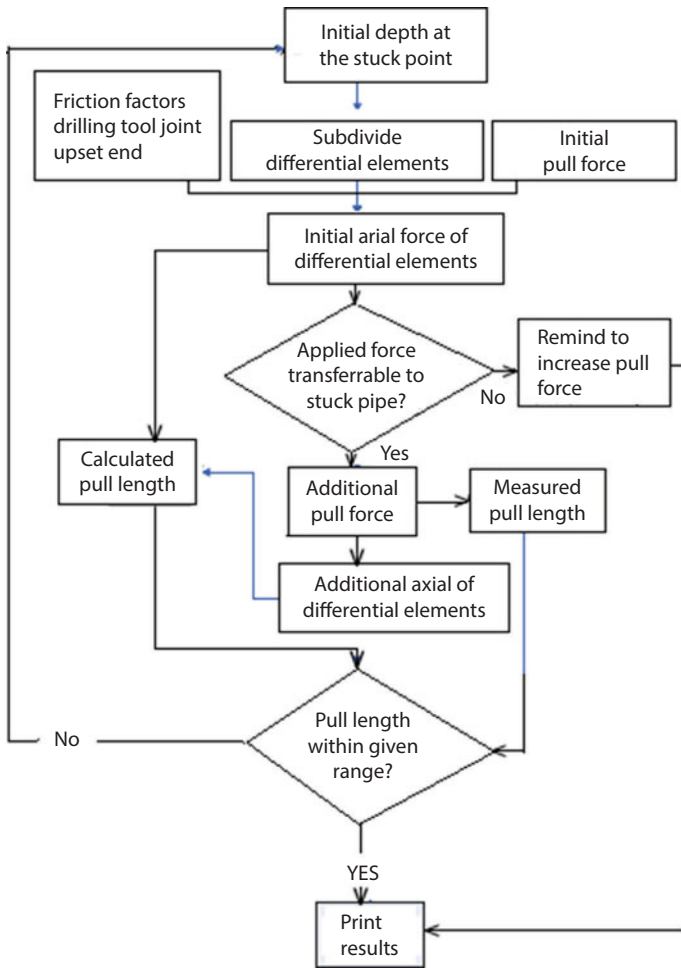 Initial depth at
the stuck point
Friction factors
drilling tool joint
upset end
Subdivide
differential elements
Initial
pull force
Initial arial force of
differential elements
Applied force
transferrable to
stuck pipe?
No
Remind to
increase pull
force
Yes
Calculated
pull length
Additional
pull force
Measured
pull length
Additional axial of
differential elements
No
Pull length
within given
range?
YES
Print
results